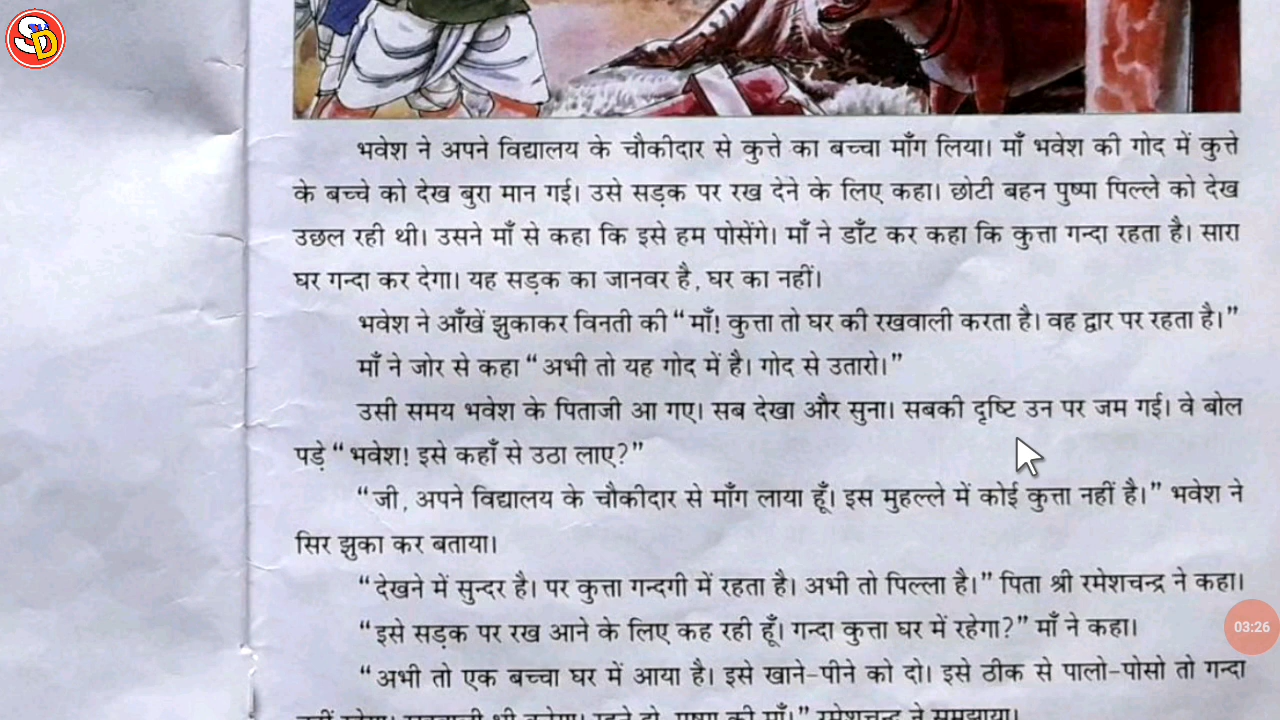 SD
भवेश ने अपने विद्यालय के चौकीदार से कुत्ते का बच्चा माँग लिया। माँ भवेश की गोद में कुत्ते
के बच्चे को देख बुरा मान गई। उसे सड़क पर रख देने के लिए कहा। छोटी बहन पुष्पा पिल्ले को देख
उछल रही थी। उसने माँ से कहा कि इसे हम पोसेंगे। माँ ने डाँट कर कहा कि कुत्ता गन्दा रहता है। सारा
घर गन्दा कर देगा। यह सड़क का जानवर है, घर का नहीं।
भवेश ने आँखें झुकाकर विनती की “माँ! कुत्ता तो घर की रखवाली करता है। वह द्वार पर रहता है।”
माँ ने जोर से कहा “अभी तो यह गोद में है। गोद से उतारो।”
उसी समय भवेश के पिताजी आ गए। सब देखा और सुना। सबकी दृष्टि उन पर जम गई। वे बोल
पड़े “भवेश! इसे कहाँ से उठा लाए?”
“जी, अपने विद्यालय के चौकीदार से माँग लाया हूँ। इस मुहल्ले में कोई कुत्ता नहीं है।” भवेश ने
सिर झुका कर बताया।
“देखने में सुन्दर है। पर कुत्ता गन्दगी में रहता है। अभी तो पिल्ला है।” पिता श्री रमेशचन्द्र ने कहा।
03:26
“इसे सड़क पर रख आने के लिए कह रही हूँ। गन्दा कुत्ता घर में रहेगा?” माँ ने कहा।
“अभी तो एक बच्चा घर में आया है। इसे खाने-पीने को दो। इसे ठीक से पालो-पोसो तो गन्दा